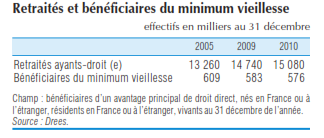 Retraités et bénéficiaires du minimum vieillesse
effectifs en milliers au 31 décembre
2005 2009 2010
Retraités ayants-droit (e) 13 260 14 740 15 080
Bénéficiaires du minimum vieillesse 609 583 576
Champ : bénéficiaires d'un avantage principal de droit direct, nés en France ou à
l'étranger, résidents en France ou à l'étranger, vivants au 31 décembre de l'année.
Source : Drees.